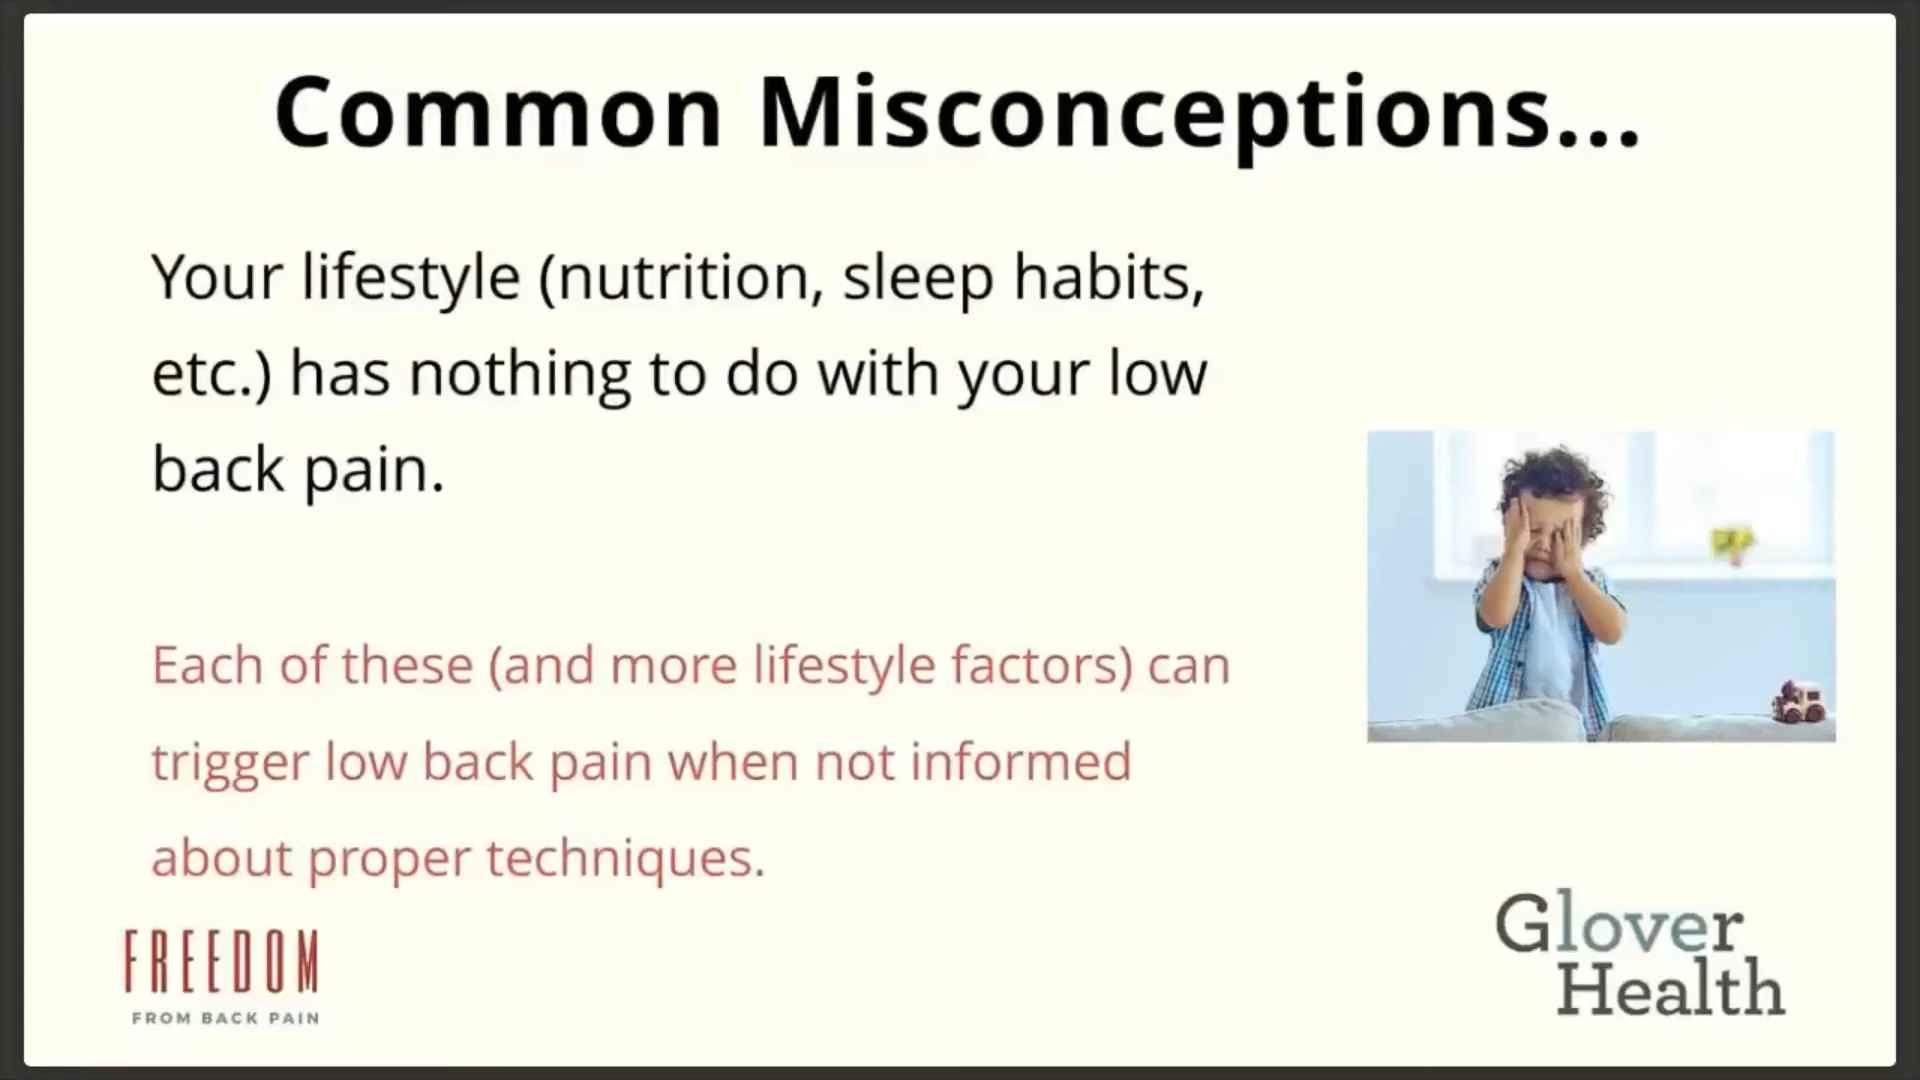 Common Misconceptions...
Your lifestyle (nutrition, sleep habits,
etc.) has nothing to do with your low
back pain.
Each of these (and more lifestyle factors) can
trigger low back pain when not informed
about proper techniques.
FREEDOM
FROM BACK PAIN
Glover
Health